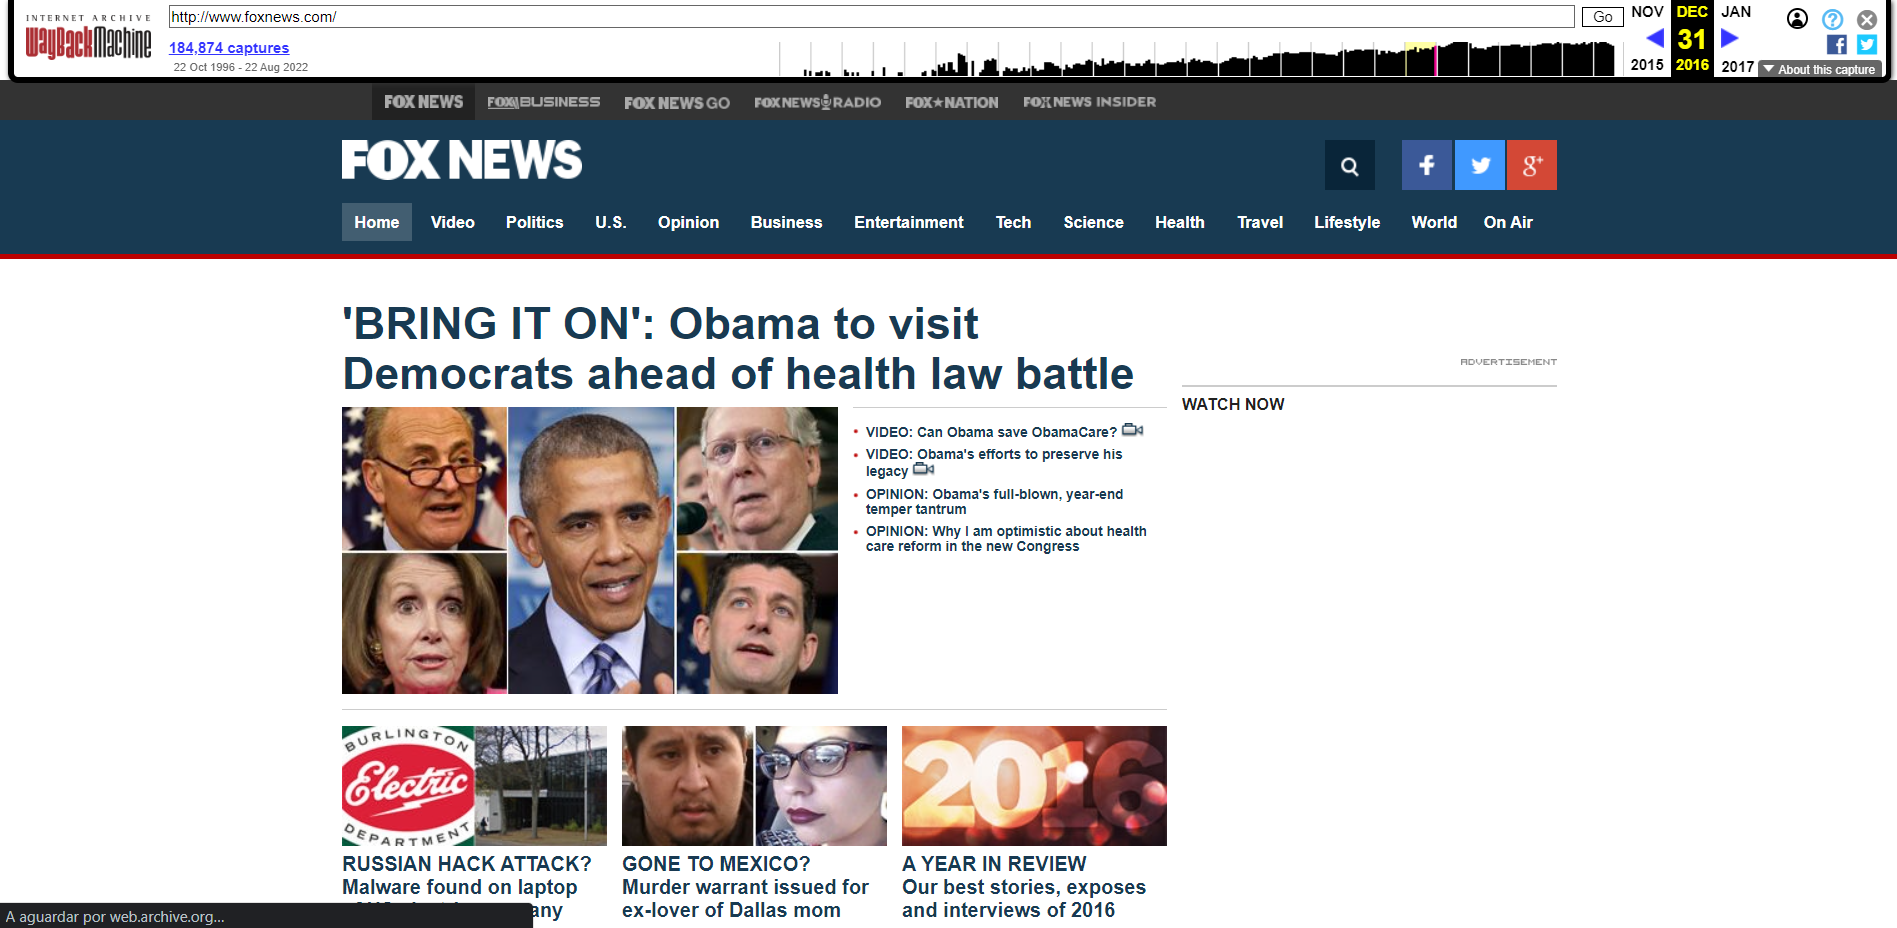 INTERNET ARCHIVE
WayBackMachine
http://www.foxnews.com/
Go
184,874 captures
22 Oct 1996 - 22 Aug 2022
NOV DEC JAN
31
2015 2016 2017
About this capture
FOX NEWS FOX BUSINESS FOX NEWS GO FOX NEWS RADIO FOX NATION FOX NEWS INSIDER
FOX NEWS
f g+
Home Video Politics U.S. Opinion Business Entertainment Tech Science Health Travel Lifestyle World On Air
'BRING IT ON': Obama to visit
Democrats ahead of health law battle
ADVERTISEMENT
WATCH NOW
VIDEO: Can Obama save ObamaCare?
VIDEO: Obama's efforts to preserve his
legacy
OPINION: Obama's full-blown, year-end
temper tantrum
OPINION: Why I am optimistic about health
care reform in the new Congress
BURLINGTON
Electric
DEPARTMENT
2016
RUSSIAN HACK ATTACK?
Malware found on laptop
GONE TO MEXICO?
Murder warrant issued for
ex-lover of Dallas mom
A YEAR IN REVIEW
Our best stories, exposes
and interviews of 2016
A aguardar por web.archive.org...